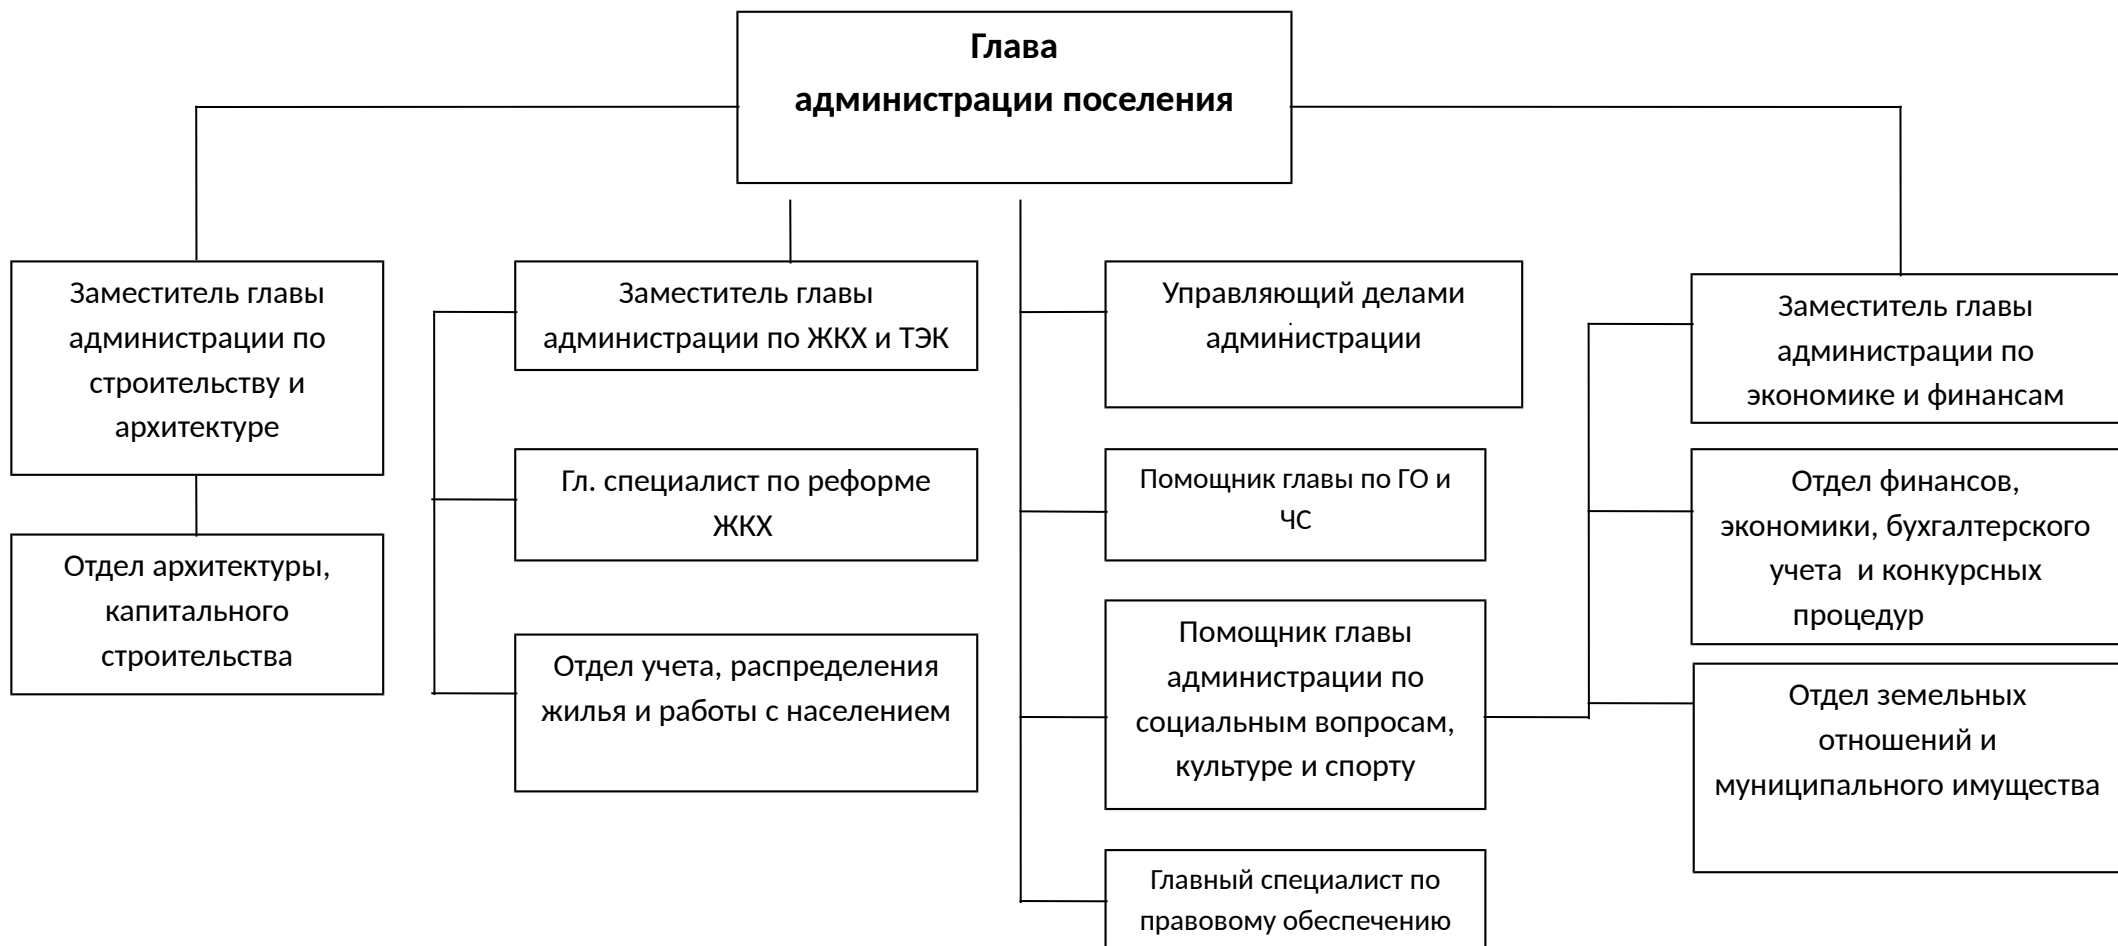 Глава
администрации поселения
Заместитель главы
администрации по
строительству и
архитектуре
Заместитель главы
администрации по ЖКХ и ТЭК
Управляющий делами
администрации
Заместитель главы
администрации по
экономике и финансам
Гл. специалист по реформе
ЖКХ
Помощник главы по ГО и
ЧС
Отдел финансов,
экономики, бухгалтерского
учета и конкурсных
процедур
Отдел архитектуры,
капитального
строительства
Отдел учета, распределения
жилья и работы с населением
Помощник главы
администрации по
социальным вопросам,
культуре и спорту
Отдел земельных
отношений и
муниципального имущества
Главный специалист по
правовому обеспечению